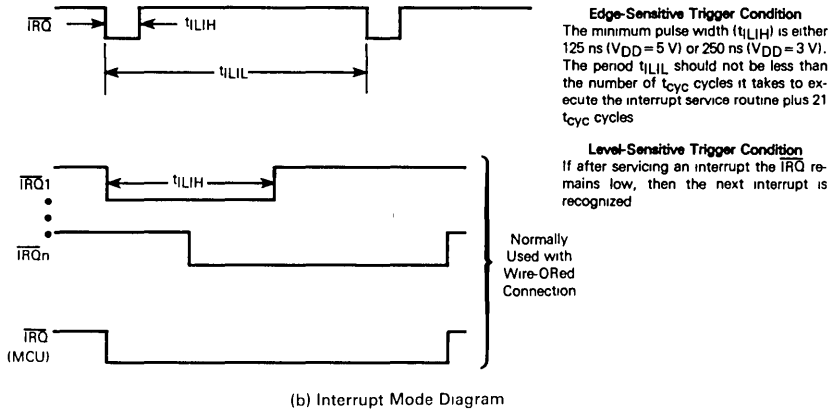 IRQ
tILIH
tILIL
Edge-Sensitive Trigger Condition
The minimum pulse width (tILIH) is either
125 ns (VDD = 5 V) or 250 ns (VDD = 3 V).
The period tILIL should not be less than
the number of tcyc cycles it takes to ex-
ecute the interrupt service routine plus 21
tcyc cycles
Level-Sensitive Trigger Condition
If after servicing an interrupt the IRQ re-
mains low, then the next interrupt is
recognized
IRQ1
tILIH
IRQn
IRQ
(MCU)
Normally
Used with
Wire-ORed
Connection
(b) Interrupt Mode Diagram